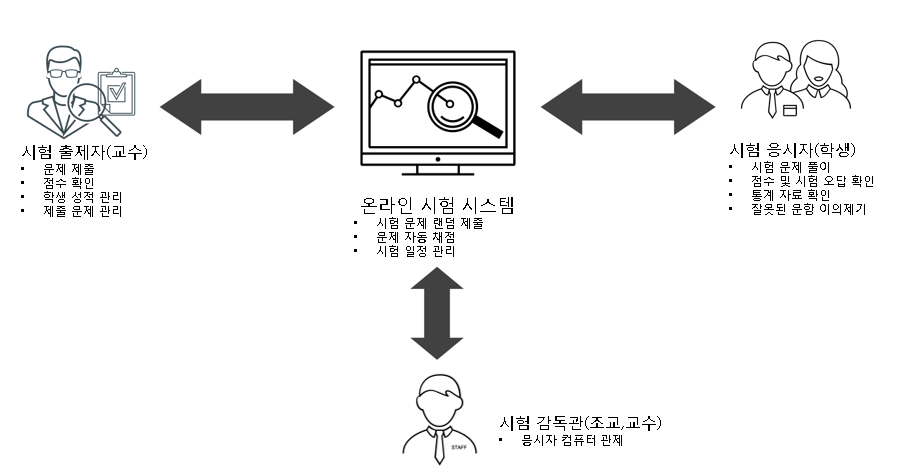 시험 출제자(교수)
• 문제 제출
• 점수 확인
• 학생 성적 관리
• 제출 문제 관리
온라인 시험 시스템
• 시험 문제 랜덤 제출
• 문제 자동 채점
• 시험 일정 관리
시험 응시자(학생)
• 시험 문제 풀이
• 점수 및 시험 오답 확인
• 통계 자료 확인
• 잘못된 문항 이의제기
STAFF
시험 감독관(조교,교수)
• 응시자 컴퓨터 관제